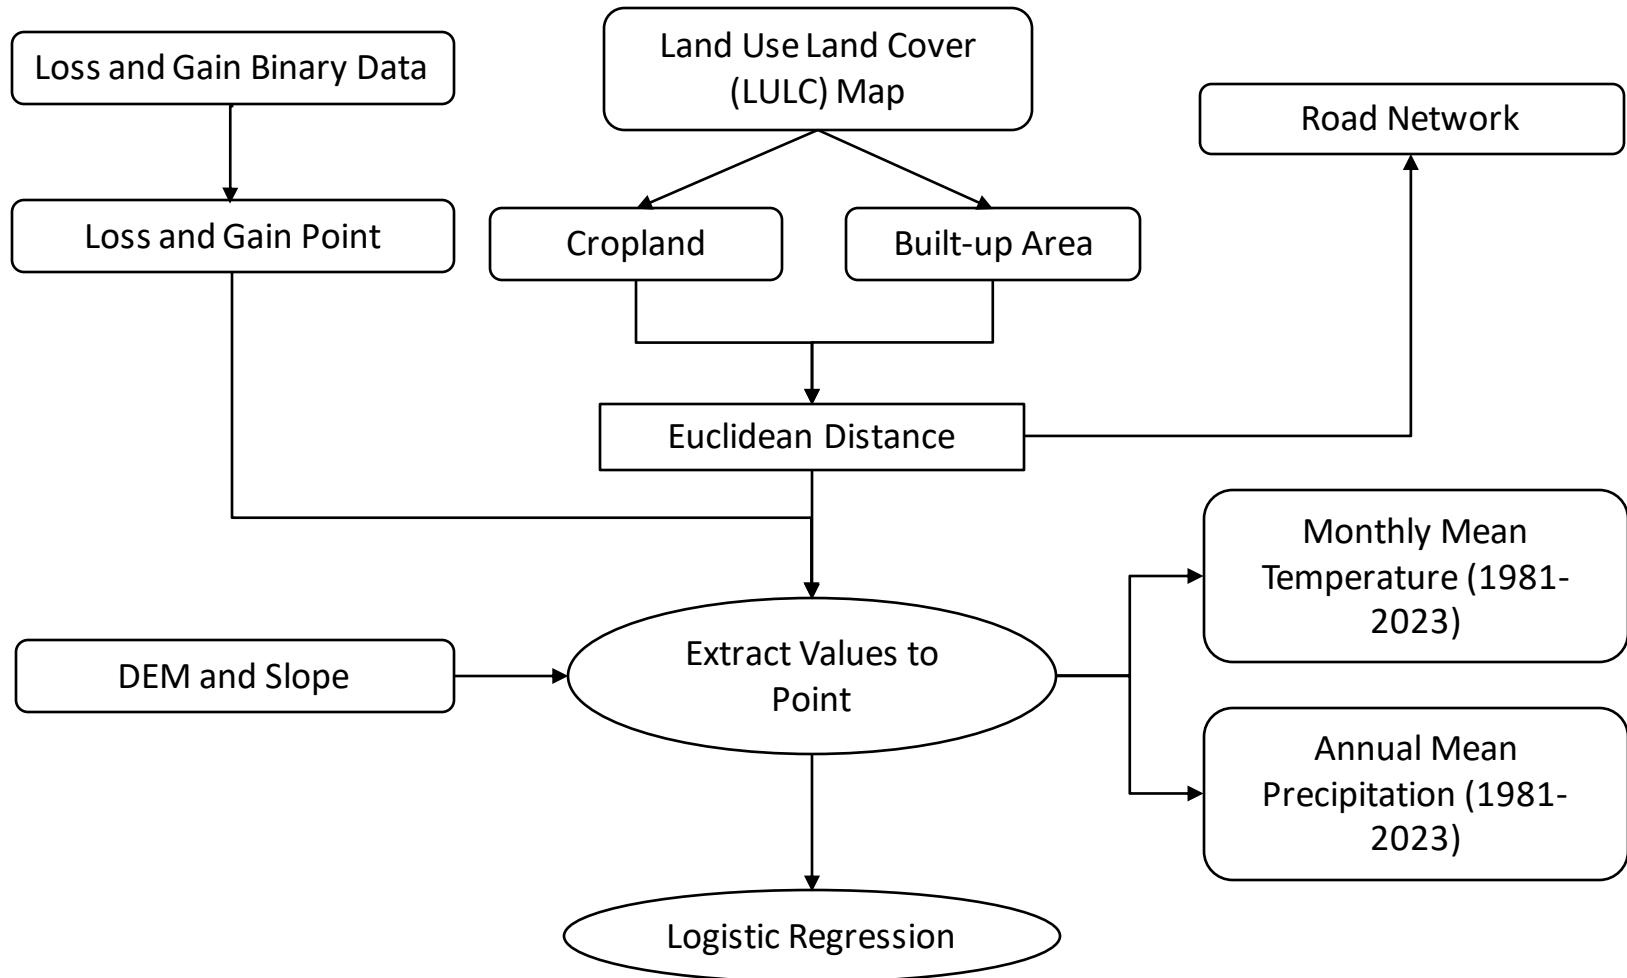 Loss and Gain Binary Data
Land Use Land Cover
(LULC) Map
Road Network
Loss and Gain Point
Cropland
Built-up Area
Euclidean Distance
Monthly Mean
Temperature (1981-
2023)
DEM and Slope
Extract Values to
Point
Annual Mean
Precipitation (1981-
2023)
Logistic Regression